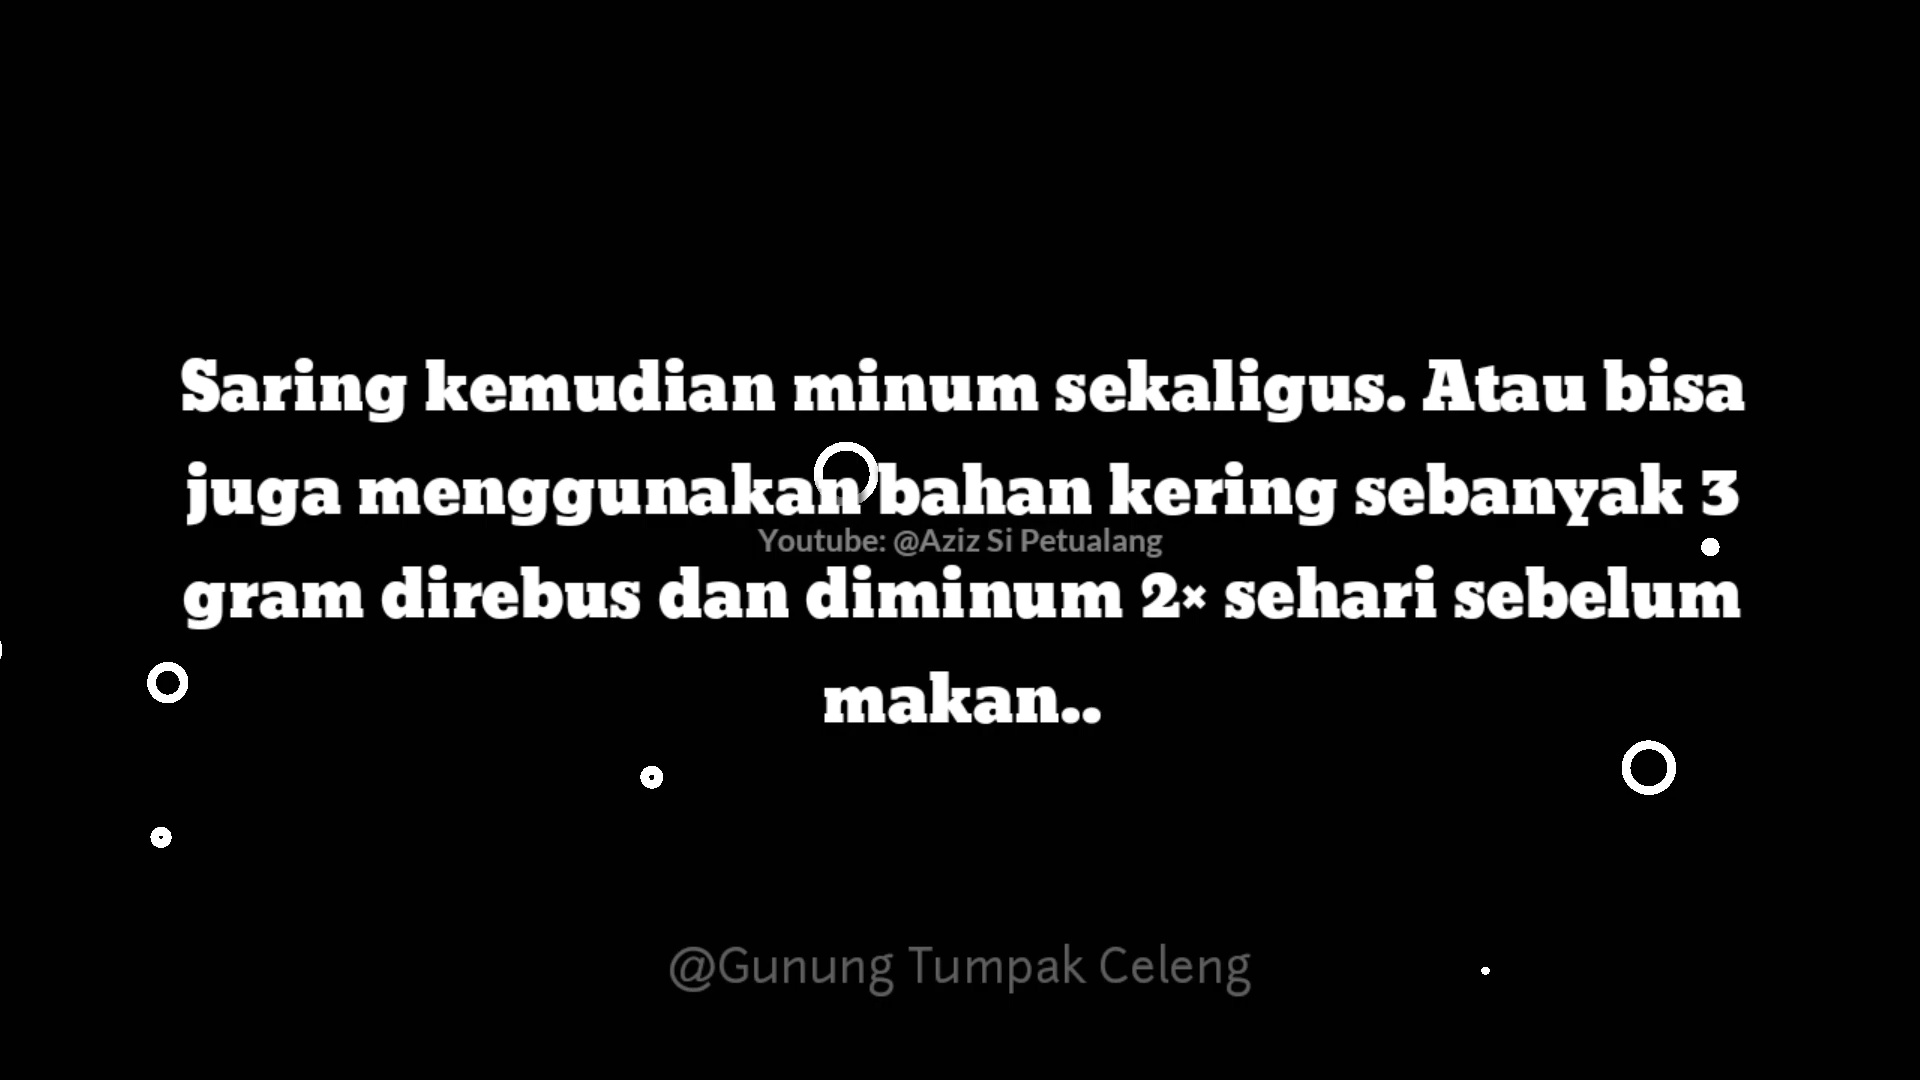 Saring kemudian minum sekaligus. Atau bisa
juga menggunakan bahan kering sebanyak 3
Youtube: @Aziz Si Petualang
gram direbus dan diminum 2× sehari sebelum
makan..
@Gunung Tumpak Celeng